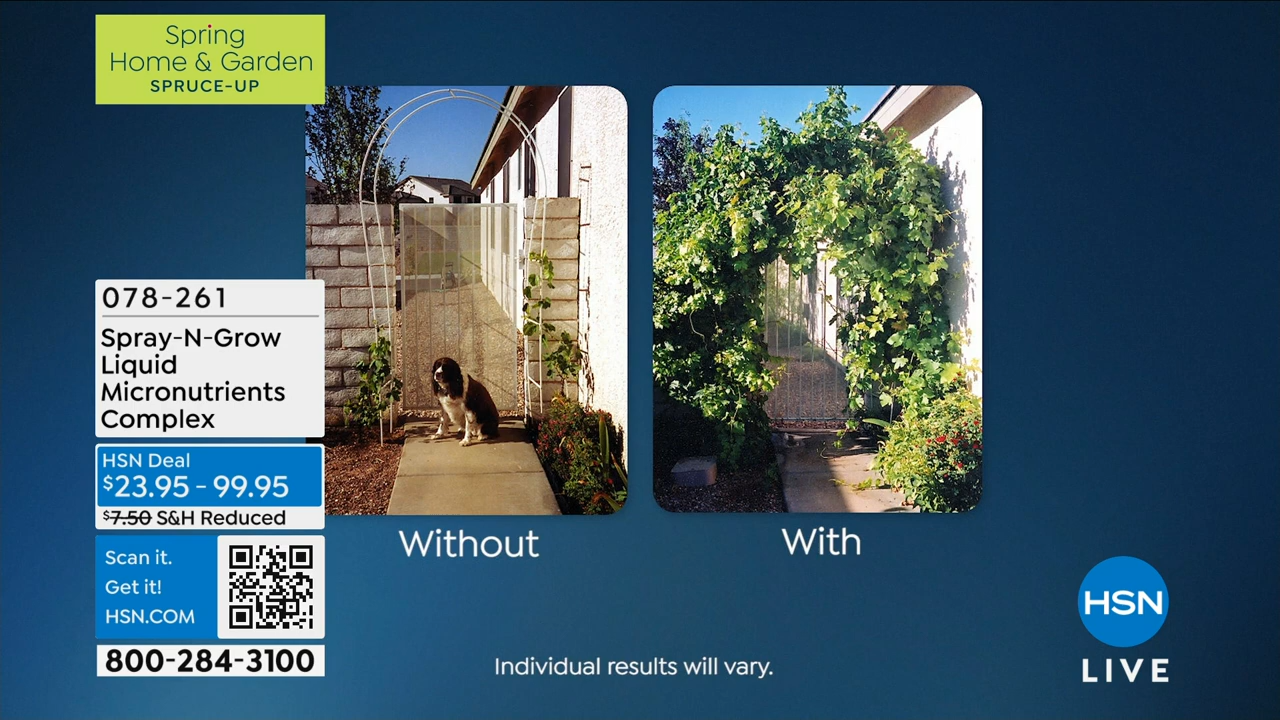 Spring
Home & Garden
SPRUCE-UP
078-261
Spray-N-Grow
Liquid
Micronutrients
Complex
HSN Deal
$23.95 - 99.95
$7.50 S&H Reduced
Scan it.
Get it!
HSN.COM
800-284-3100
Without
With
Individual results will vary.
HSN
LIVE